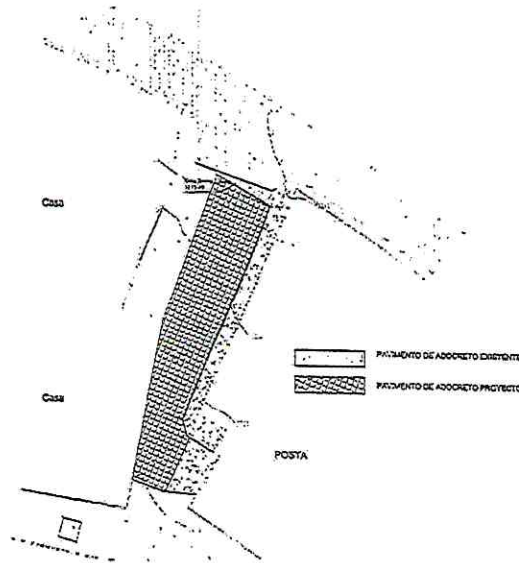 Casa
PAVIMENTO DE ADOCRETO EXISTENTE
PAVIMENTO DE ADOCRETO PROYECTO
Casa
POSTA